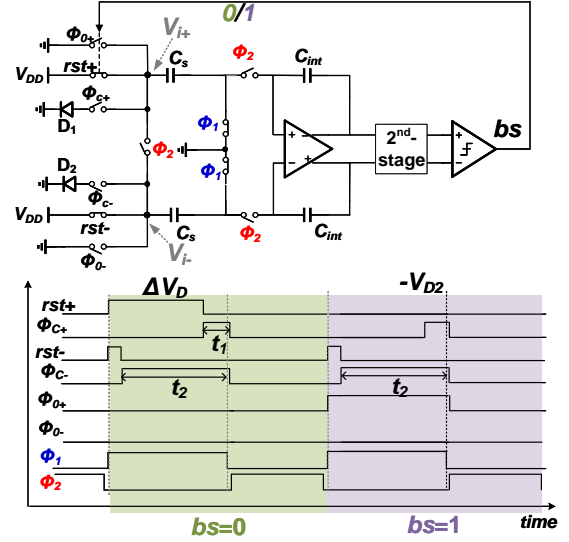 0/1
Φ0+
Vi+
Cs
Φ2
Cint
VDD
rst+
Φc+
D1
Φ2
Φ1
Φ1
+
−
−
+
2nd-
stage
+
−
bs
D2
Φc-
VDD
rst-
Φ0-
Cs
Φ2
Cint
Vi-
ΔVD
-VD2
rst+
ΦC+
t1
rst-
ΦC-
t2
t2
Φ0+
Φ0-
Φ1
Φ2
time
bs=0
bs=1